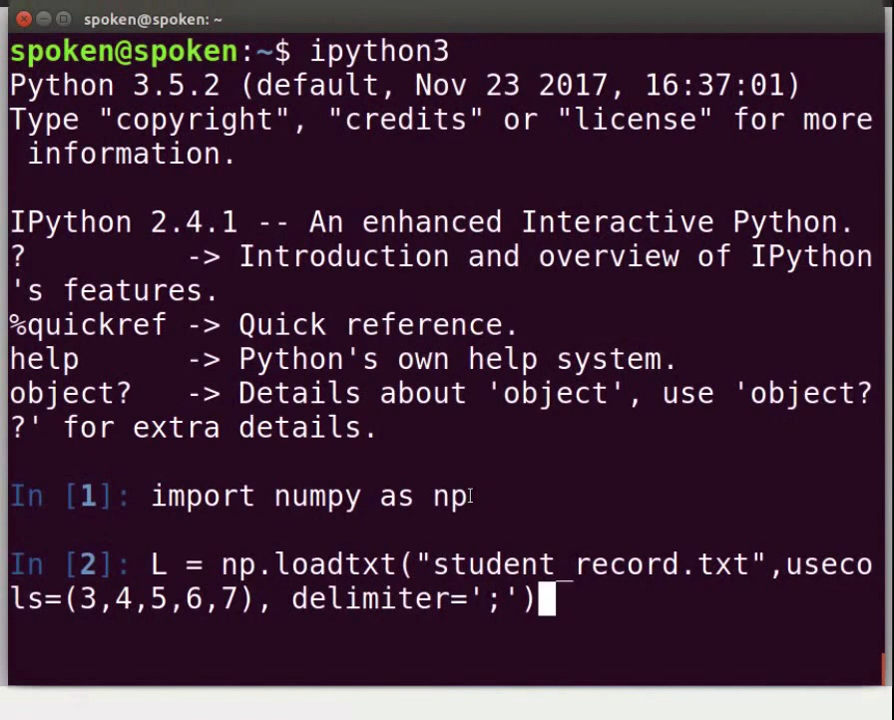 spoken@spoken: ~
spoken@spoken:~$ ipython3
Python 3.5.2 (default, Nov 23 2017, 16:37:01)
Type "copyright", "credits" or "license" for more
 information.
IPython 2.4.1 -- An enhanced Interactive Python.
?         -> Introduction and overview of IPython
's features.
%quickref -> Quick reference.
help      -> Python's own help system.
object?   -> Details about 'object', use 'object?
?' for extra details.
In [1]: import numpy as np
In [2]: L = np.loadtxt("student_record.txt",useco
ls=(3,4,5,6,7), delimiter=';')